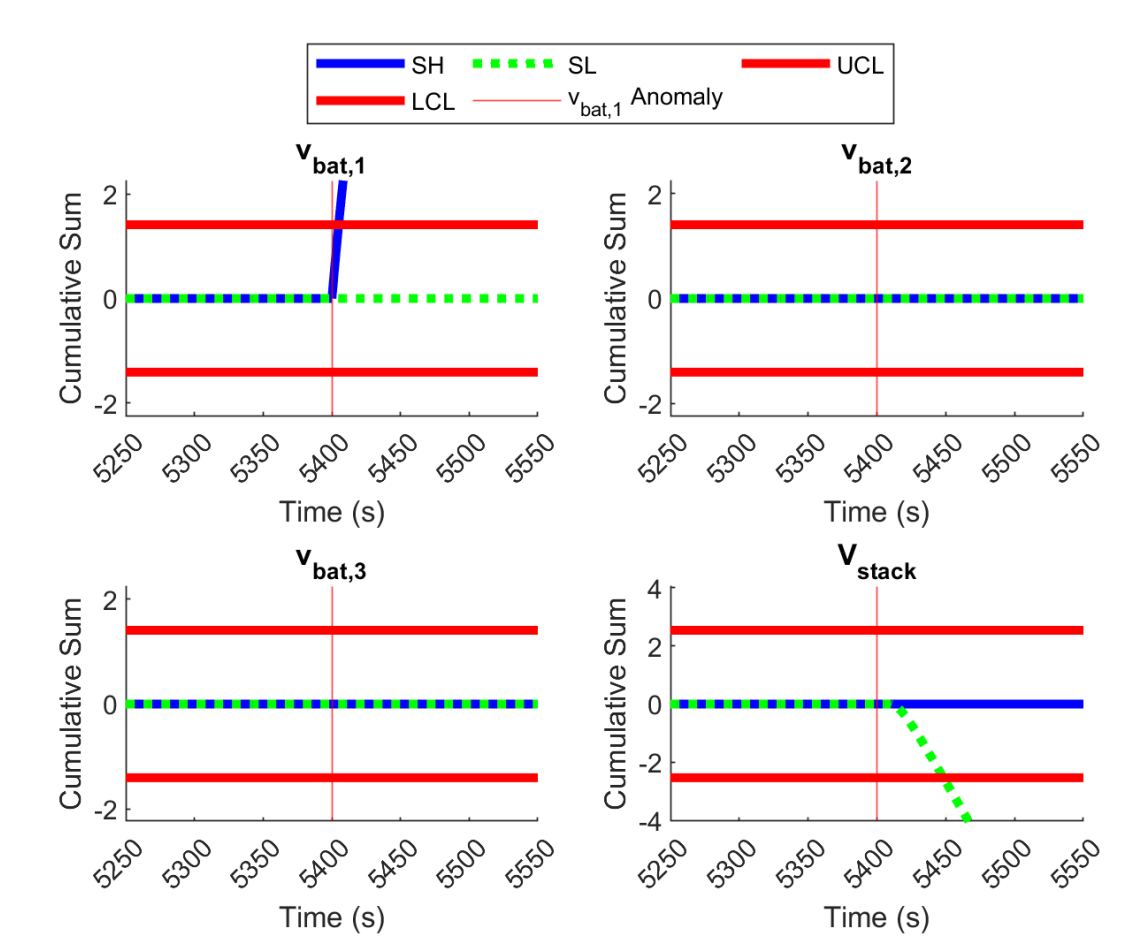 SH SL UCL
LCL v_bat,1 Anomaly
v_bat,1
Cumulative Sum
2
0
-2
5250 5300 5350 5400 5450 5500 5550
Time (s)
v_bat,2
Cumulative Sum
2
0
-2
5250 5300 5350 5400 5450 5500 5550
Time (s)
v_bat,3
Cumulative Sum
2
0
-2
5250 5300 5350 5400 5450 5500 5550
Time (s)
V_stack
Cumulative Sum
4
2
0
-2
-4
5250 5300 5350 5400 5450 5500 5550
Time (s)